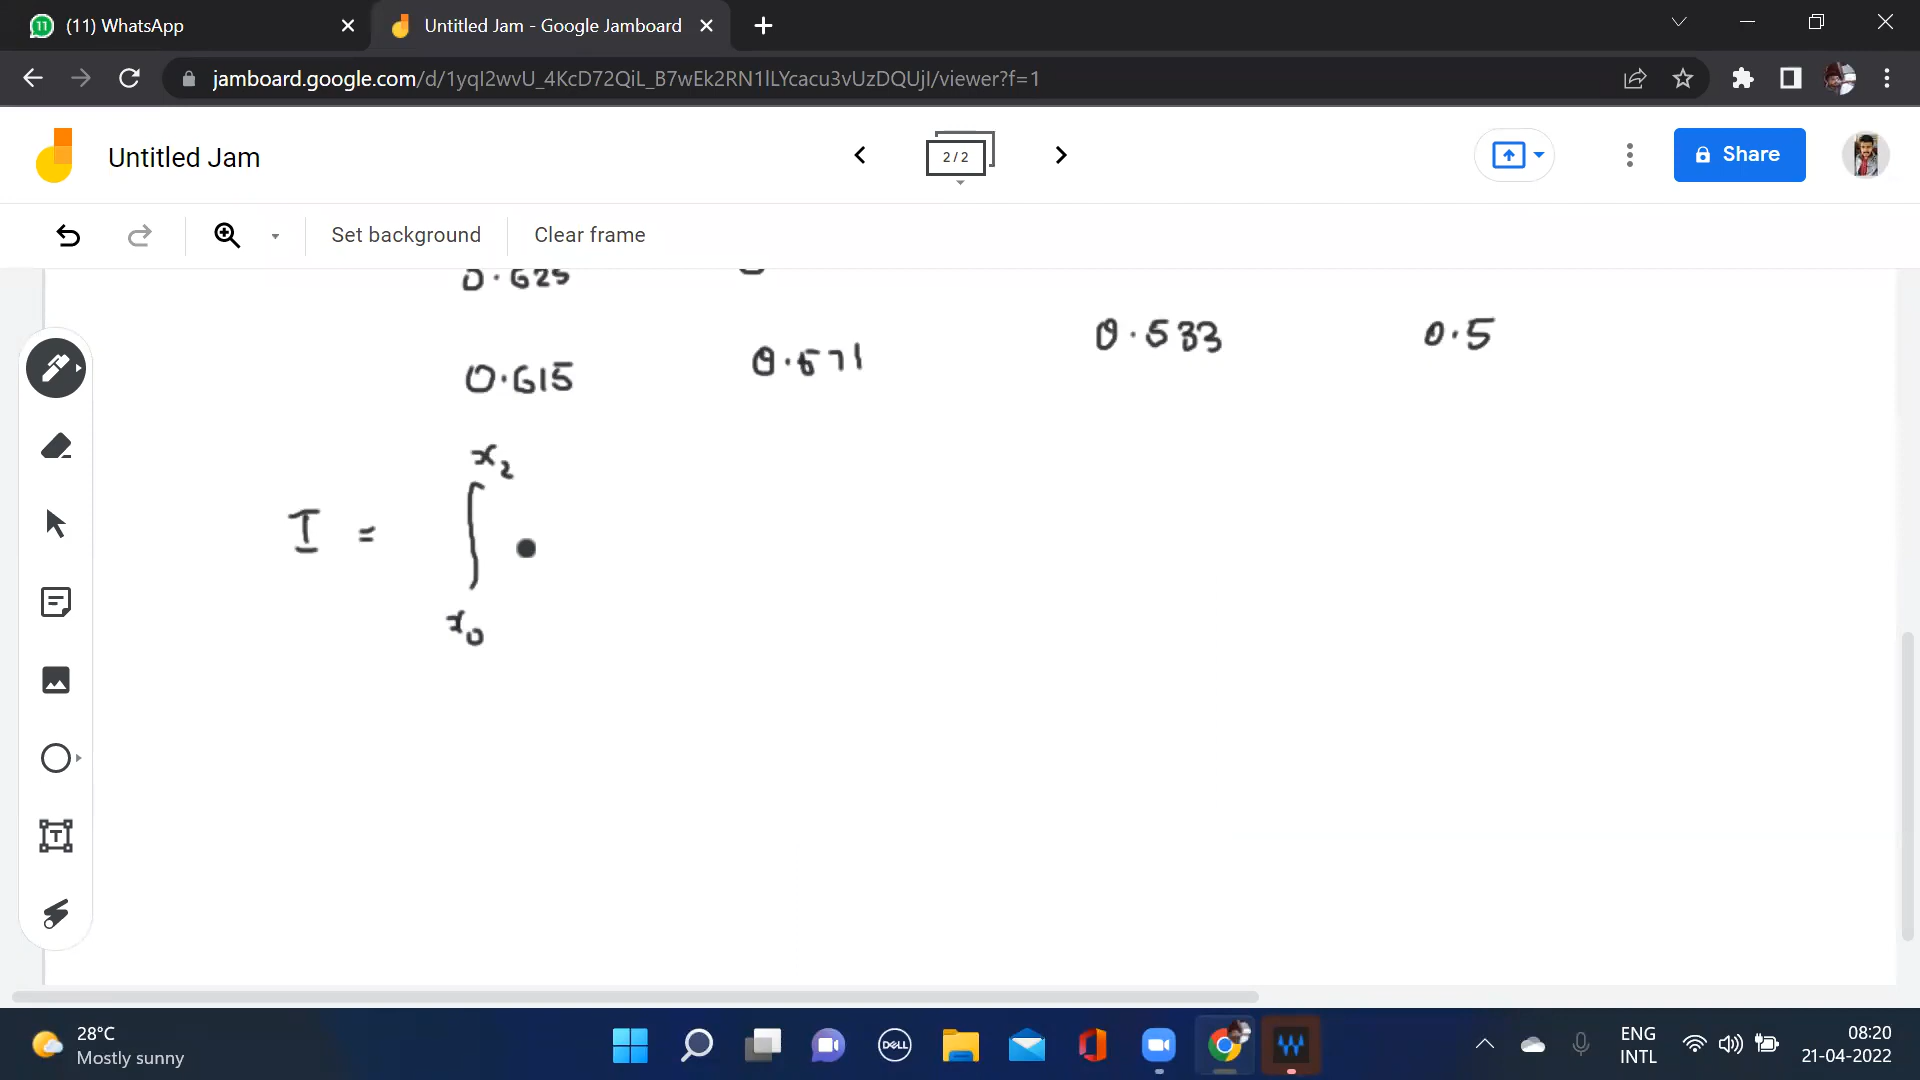 (11) WhatsApp
Untitled Jam - Google Jamboard
jamboard.google.com/d/1yqI2wvU_4KcD72QiL_B7wEk2RN1lLYcacu3vUzDQUjI/viewer?f=1
Untitled Jam
2 / 2
Share
Set background
Clear frame
0.625
0.533
0.5
0.571
0.615
x₂
I = ∫
x₀
28°C
Mostly sunny
DELL
ENG
INTL
08:20
21-04-2022